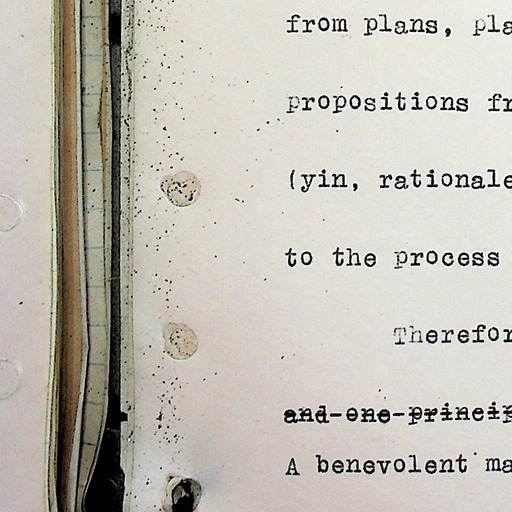 from plans, pla
propositions fr
(yin, rationale
to the process
Therefor
and-one-princip
A benevolent ma